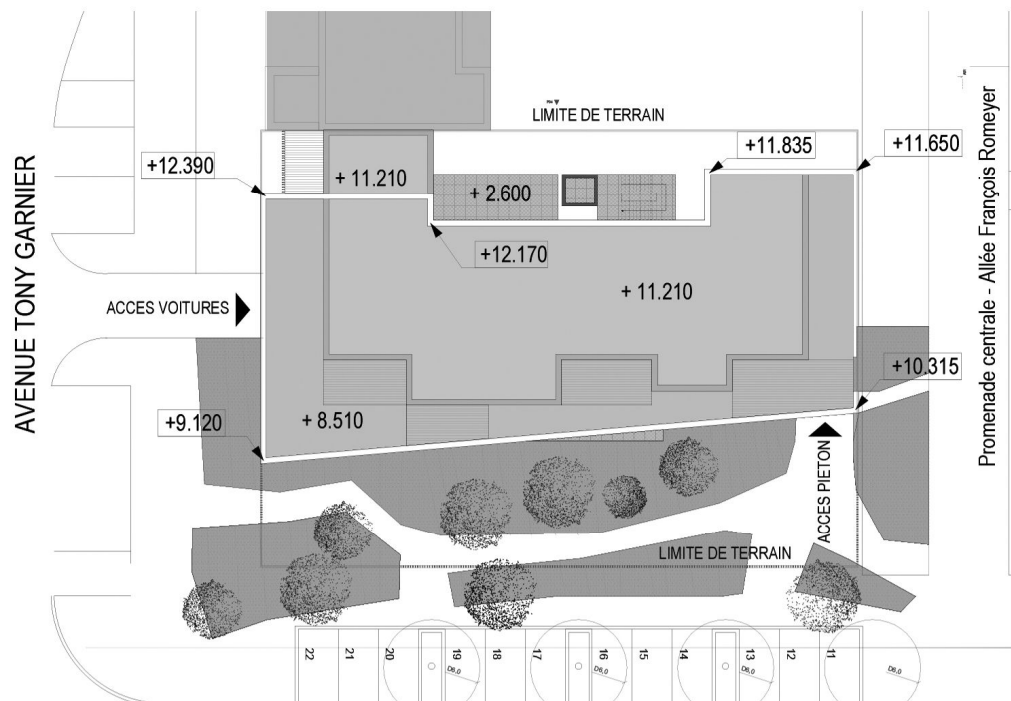 LIMITE DE TERRAIN
+11.835
+11.650
+12.390
+ 11.210
+ 2.600
+12.170
+ 11.210
AVENUE TONY GARNIER
ACCES VOITURES
Promenade centrale - Allée François Romeyer
+10.315
+9.120
+ 8.510
ACCES PIETON
LIMITE DE TERRAIN
22
21
20
19
18
17
16
15
14
13
12
11
D6,0
D6,0
D6,0
D6,0